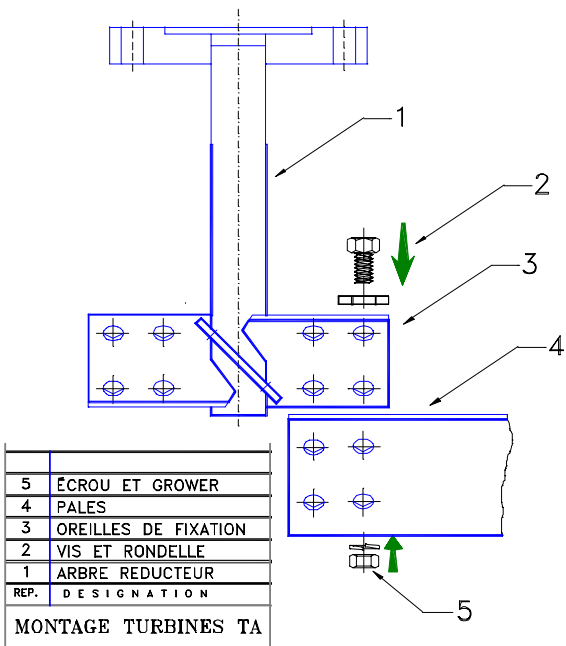 1
2
3
4
5 ÉCROU ET GROWER
4 PALES
3 OREILLES DE FIXATION
2 VIS ET RONDELLE
1 ARBRE REDUCTEUR
REP. DESIGNATION
MONTAGE TURBINES TA
5